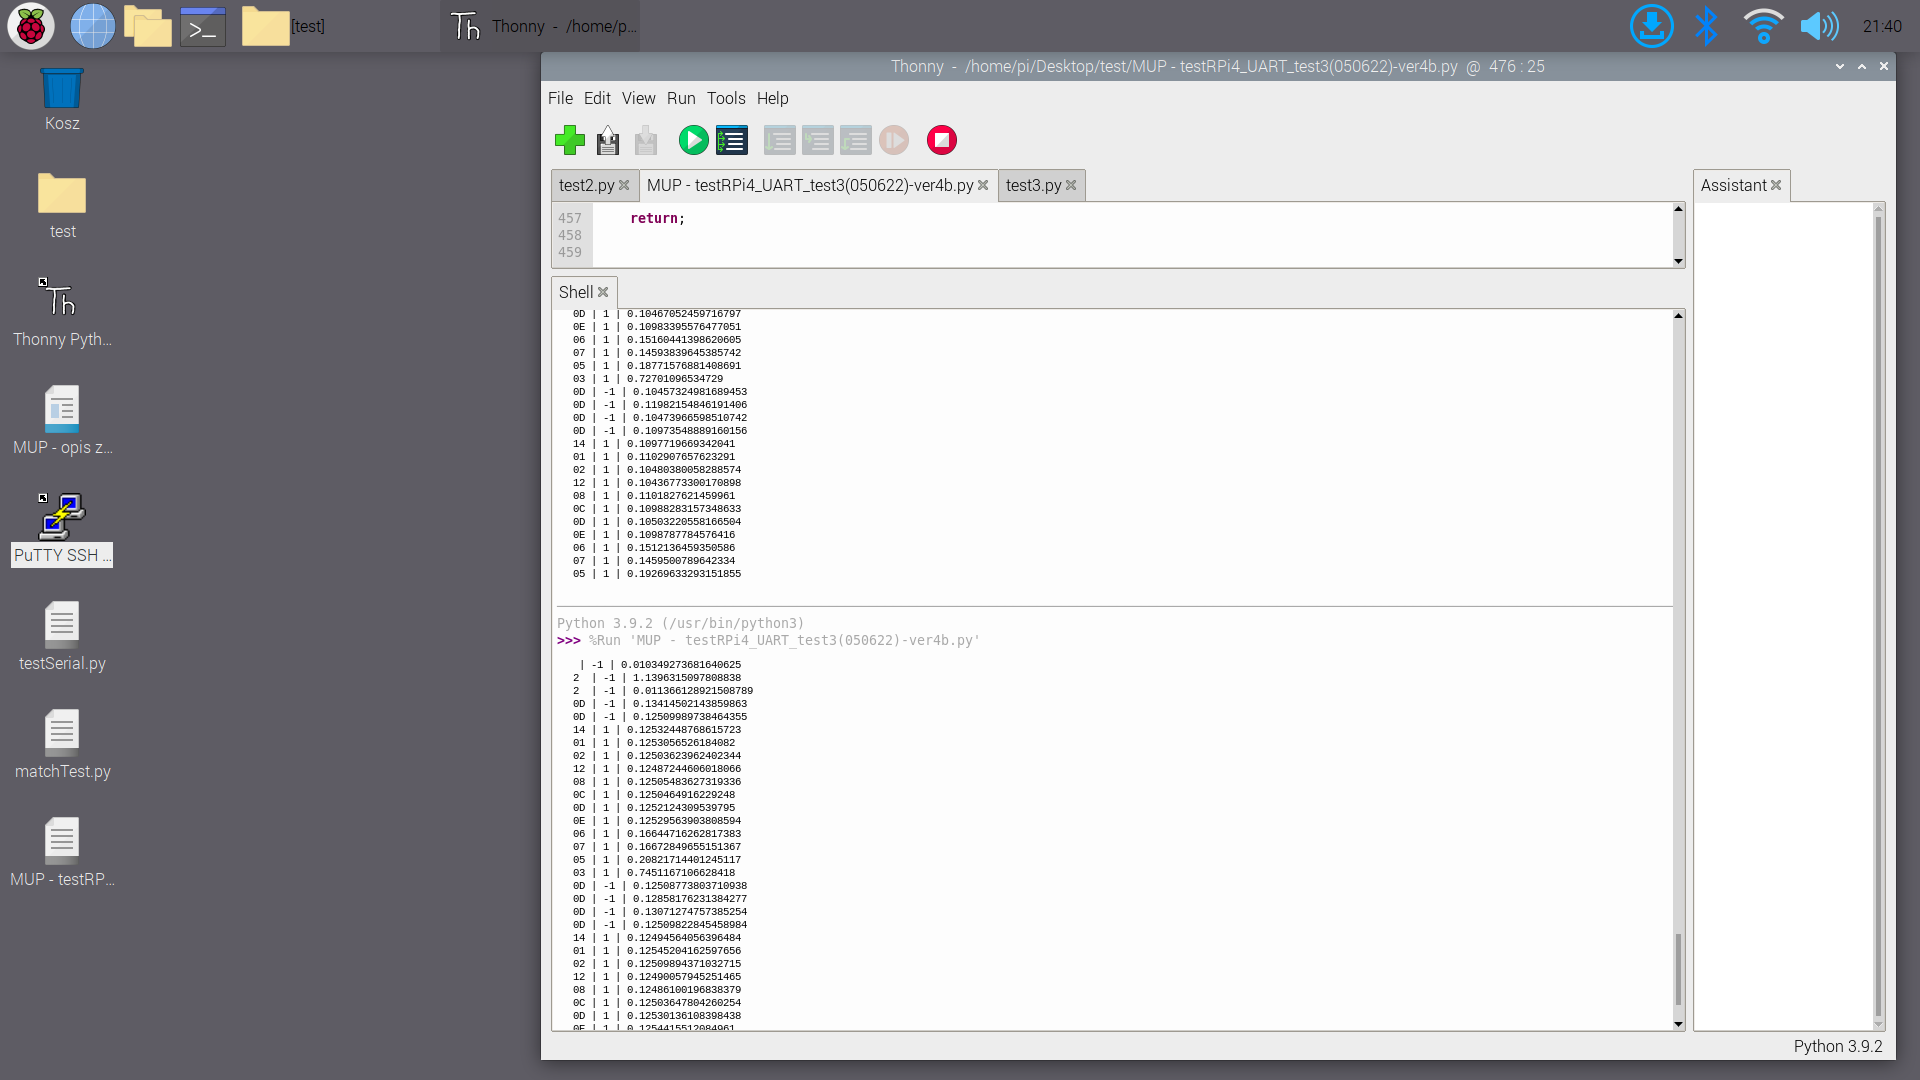 [test]
Thonny - /home/p...
21:40
Kosz
test
Thonny Pyth...
MUP - opis z...
PuTTY SSH ...
testSerial.py
matchTest.py
MUP - testRP...
Thonny - /home/pi/Desktop/test/MUP - testRPi4_UART_test3(050622)-ver4b.py @ 476 : 25
File Edit View Run Tools Help
test2.py MUP - testRPi4_UART_test3(050622)-ver4b.py test3.py
457 return;
458
459
Shell
0D | 1 | 0.10467052459716797
0E | 1 | 0.10983395576477051
06 | 1 | 0.15160441398620605
07 | 1 | 0.14593839645385742
05 | 1 | 0.18771576881408691
03 | 1 | 0.72701096534729
0D | -1 | 0.10457324981689453
0D | -1 | 0.11982154846191406
0D | -1 | 0.10473966598510742
0D | -1 | 0.10973548889160156
14 | 1 | 0.1097719669342041
01 | 1 | 0.1102907657623291
02 | 1 | 0.10480380058288574
12 | 1 | 0.10436773300170898
08 | 1 | 0.1101827621459961
0C | 1 | 0.10988283157348633
0D | 1 | 0.10503220558166504
0E | 1 | 0.1098787784576416
06 | 1 | 0.1512136459350586
07 | 1 | 0.1459500789642334
05 | 1 | 0.19269633293151855
Python 3.9.2 (/usr/bin/python3)
>>> %Run 'MUP - testRPi4_UART_test3(050622)-ver4b.py'
| -1 | 0.010349273681640625
2 | -1 | 1.1396315097808838
2 | -1 | 0.011366128921508789
0D | -1 | 0.13414502143859863
0D | -1 | 0.12509989738464355
14 | 1 | 0.12532448768615723
01 | 1 | 0.1253056526184082
02 | 1 | 0.12503623962402344
12 | 1 | 0.12487244606018066
08 | 1 | 0.12505483627319336
0C | 1 | 0.1250464916229248
0D | 1 | 0.1252124309539795
0E | 1 | 0.12529563903808594
06 | 1 | 0.16644716262817383
07 | 1 | 0.16672849655151367
05 | 1 | 0.20821714401245117
03 | 1 | 0.7451167106628418
0D | -1 | 0.12508773803710938
0D | -1 | 0.12858176231384277
0D | -1 | 0.13071274757385254
0D | -1 | 0.12509822845458984
14 | 1 | 0.12494564056396484
01 | 1 | 0.12545204162597656
02 | 1 | 0.12509894371032715
12 | 1 | 0.12490057945251465
08 | 1 | 0.12486100196838379
0C | 1 | 0.12503647804260254
0D | 1 | 0.12530136108398438
0E | 1 | 0.1254415512084961
Assistant
Python 3.9.2